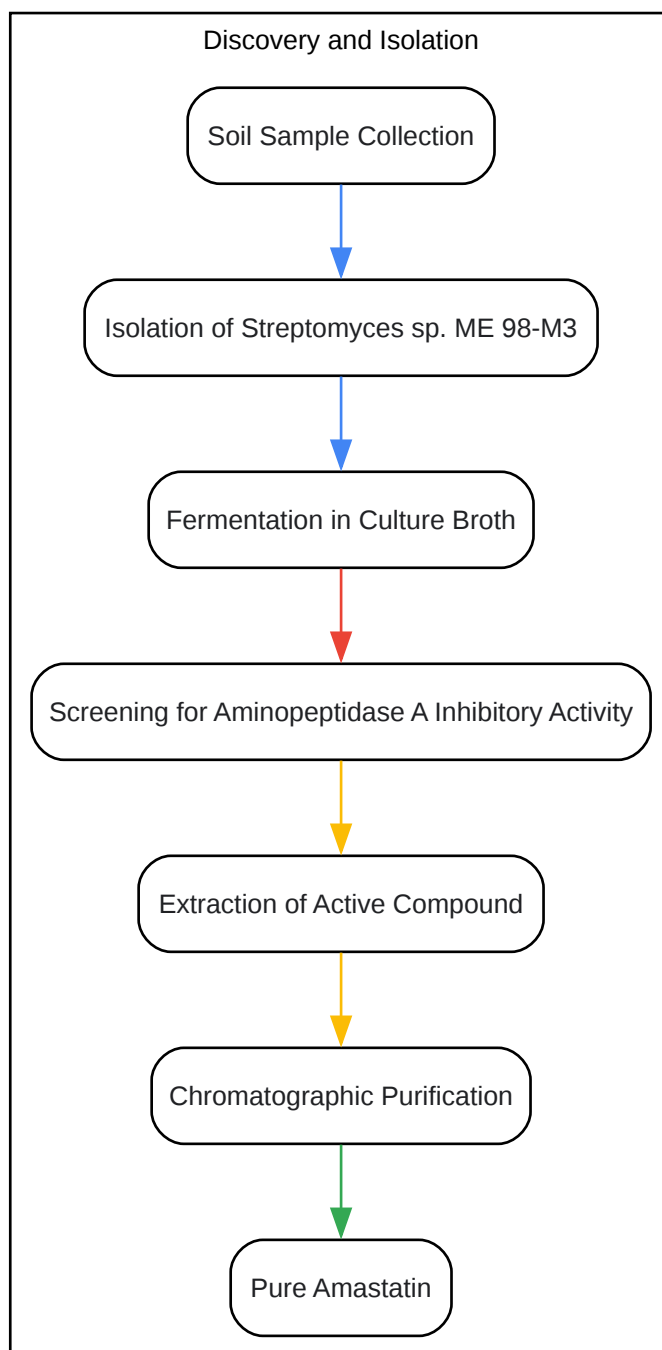 Discovery and Isolation
Soil Sample Collection
Isolation of Streptomyces sp. ME 98-M3
Fermentation in Culture Broth
Screening for Aminopeptidase A Inhibitory Activity
Extraction of Active Compound
Chromatographic Purification
Pure Amastatin